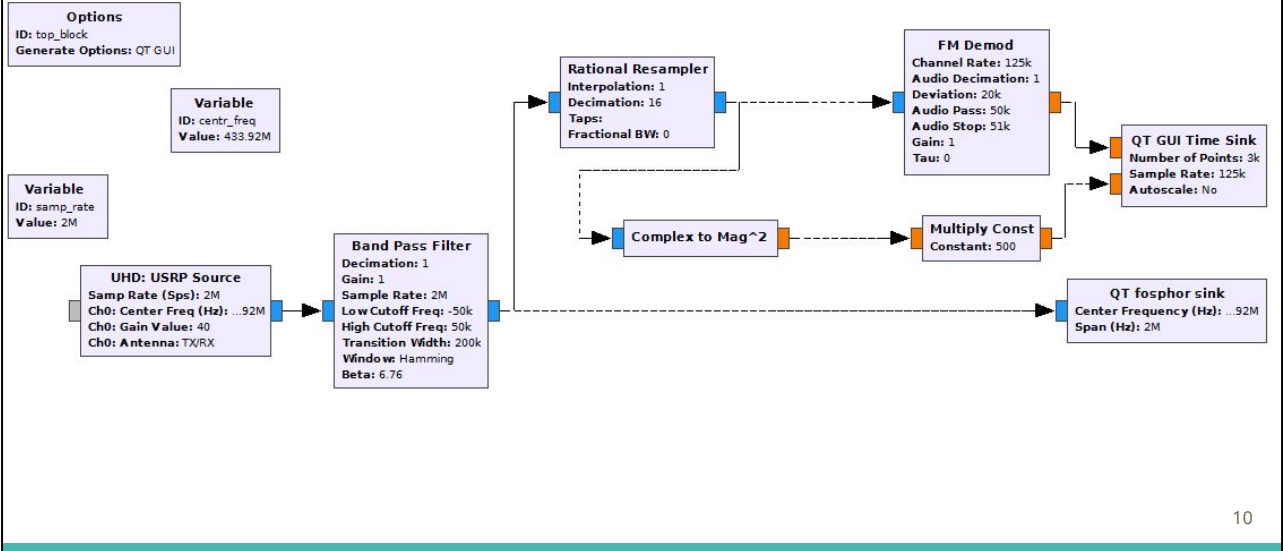 Options
ID: top_block
Generate Options: QT GUI
Variable
ID: centr_freq
Value: 433.92M
Variable
ID: samp_rate
Value: 2M
UHD: USRP Source
Samp Rate (Sps): 2M
Ch0: Center Freq (Hz): ...92M
Ch0: Gain Value: 40
Ch0: Antenna: TX/RX
Band Pass Filter
Decimation: 1
Gain: 1
Sample Rate: 2M
Low Cutoff Freq: -50k
High Cutoff Freq: 50k
Transition Width: 200k
Window: Hamming
Beta: 6.76
Rational Resampler
Interpolation: 1
Decimation: 16
Taps:
Fractional BW: 0
Complex to Mag^2
FM Demod
Channel Rate: 125k
Audio Decimation: 1
Deviation: 20k
Audio Pass: 50k
Audio Stop: 51k
Gain: 1
Tau: 0
Multiply Const
Constant: 500
QT GUI Time Sink
Number of Points: 3k
Sample Rate: 125k
Autoscale: No
QT fosphor sink
Center Frequency (Hz): ...92M
Span (Hz): 2M
10